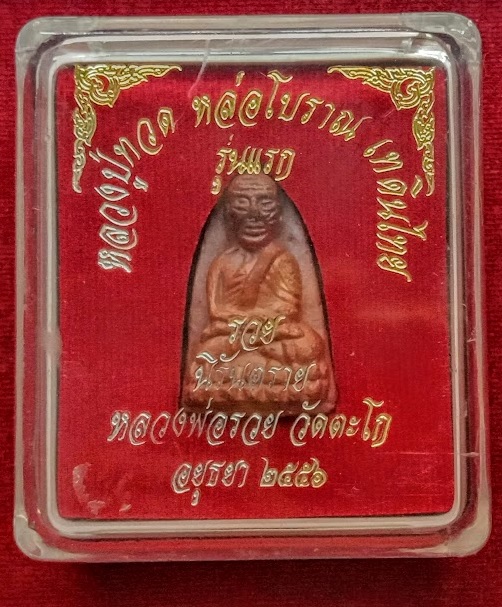 หลวงปู่ทวด หล่อโบราณ เทดินไทย
รุ่นแรก
รวย
นิรันตราย
หลวงพ่อรวย วัดตะโก
อยุธยา ๒๕๕๑